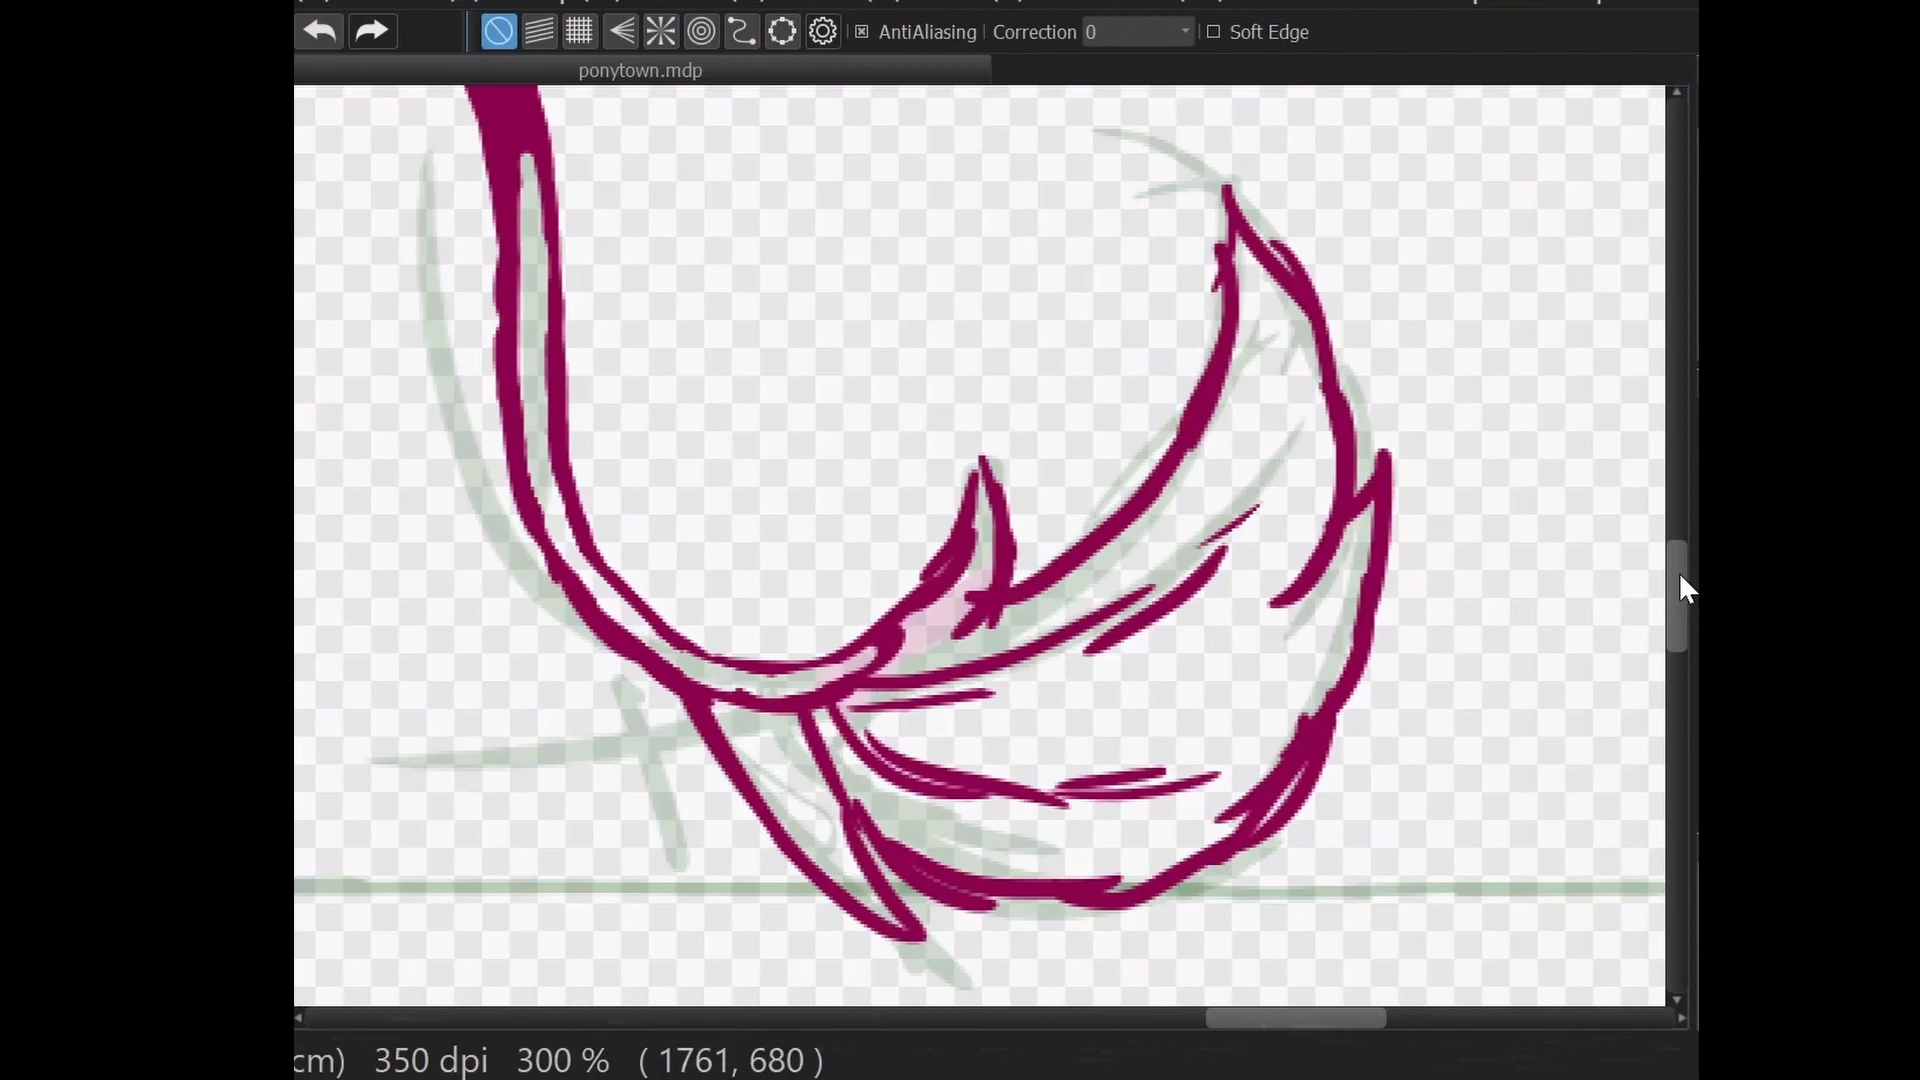 AntiAliasing Correction 0 Soft Edge
ponytown.mdp
cm) 350 dpi 300 % ( 1761, 680 )